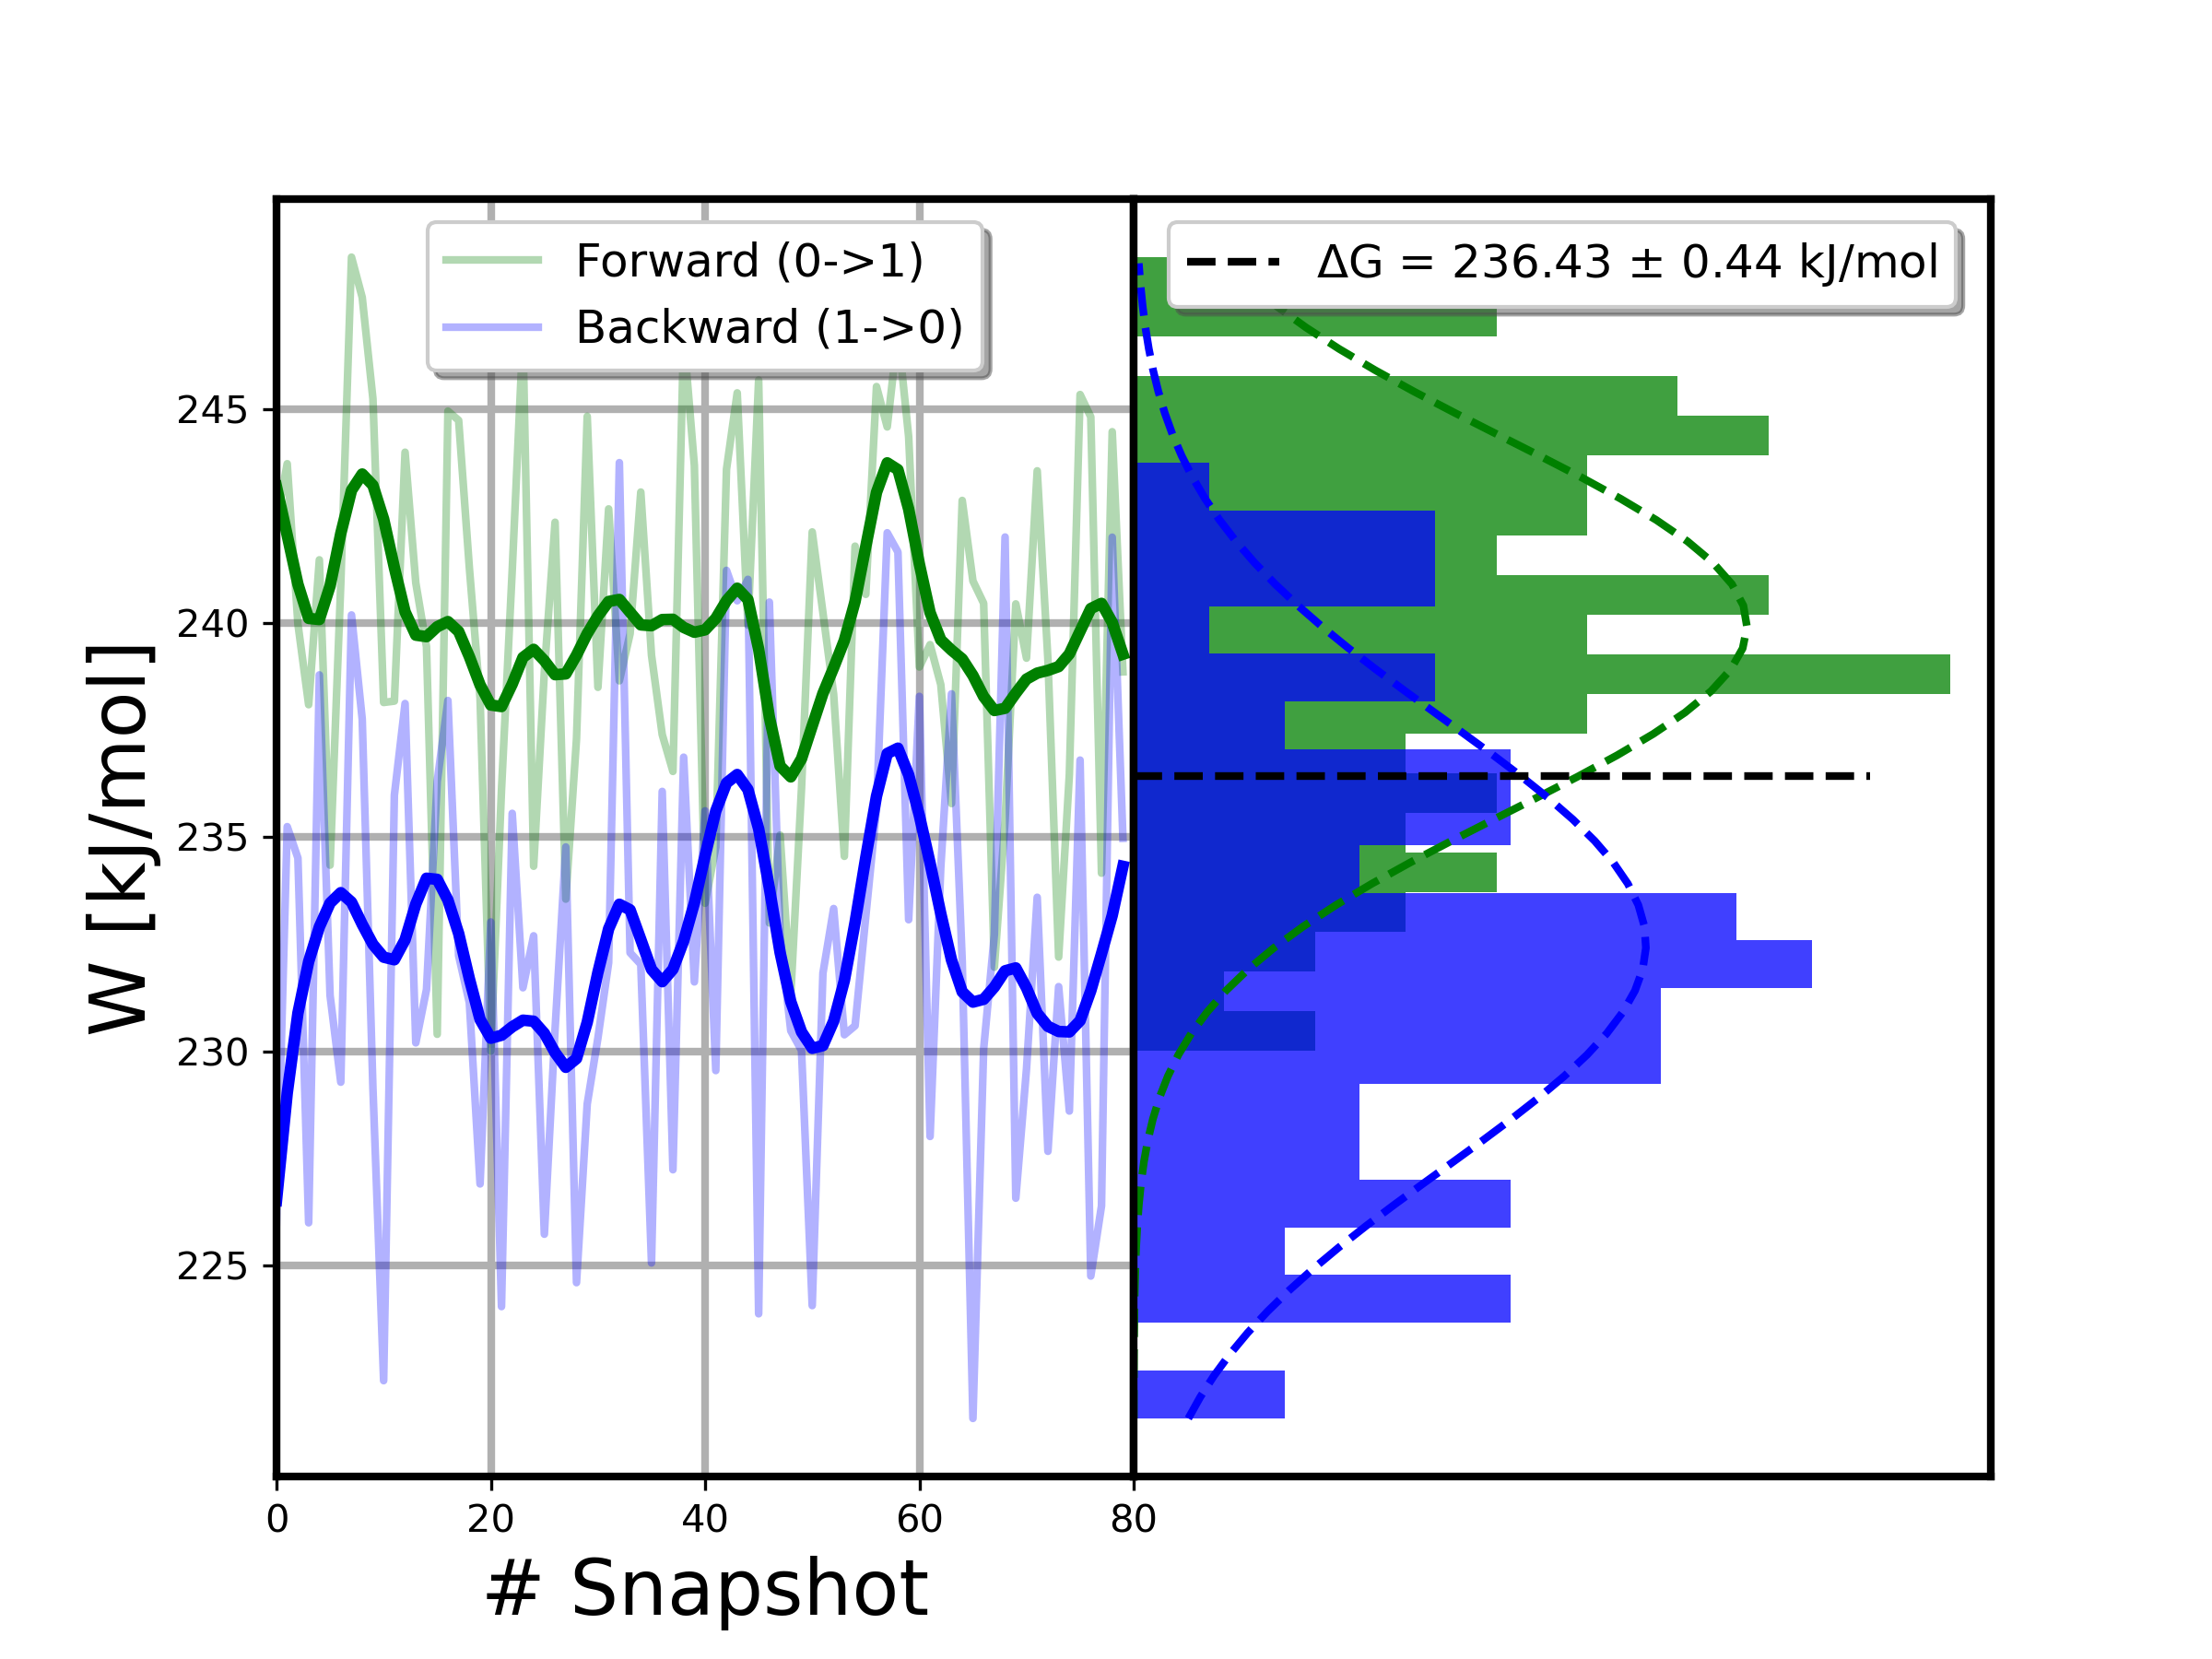 Forward (0->1)
Backward (1->0)
ΔG = 236.43 ± 0.44 kJ/mol
W [kJ/mol]
245
240
235
230
225
0 20 40 60 80
# Snapshot